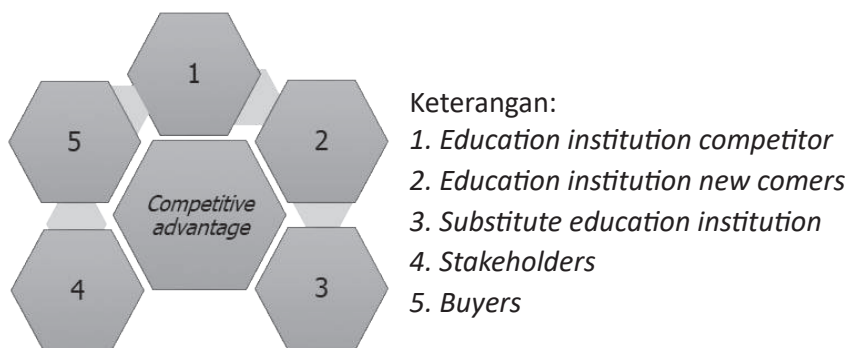 1
5
2
Competitive
advantage
4
3
Keterangan:
1. Education institution competitor
2. Education institution new comers
3. Substitute education institution
4. Stakeholders
5. Buyers